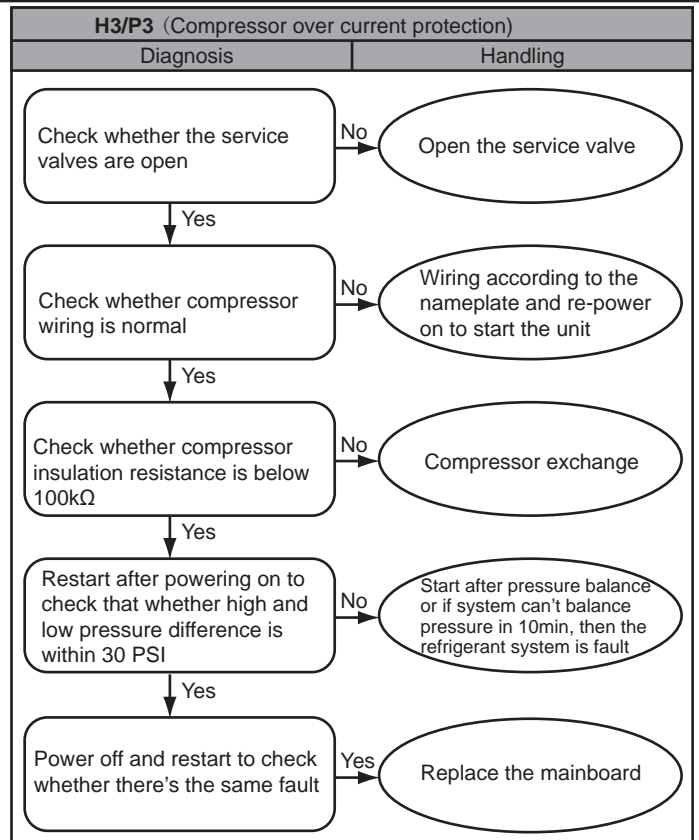 H3/P3（Compressor over current protection)
Diagnosis
Handling
Check whether the service
valves are open
No
Open the service valve
Yes
Check whether compressor
wiring is normal
No
Wiring according to the
nameplate and re-power
on to start the unit
Yes
Check whether compressor
insulation resistance is below
100kΩ
No
Compressor exchange
Yes
Restart after powering on to
check that whether high and
low pressure difference is
within 30 PSI
No
Start after pressure balance
or if system can't balance
pressure in 10min, then the
refrigerant system is fault
Yes
Power off and restart to check
whether there's the same fault
Yes
Replace the mainboard